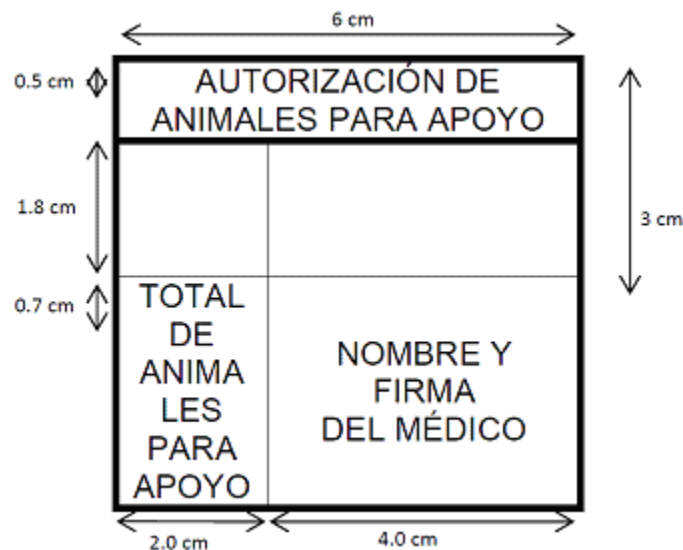 6 cm
0.5 cm
AUTORIZACIÓN DE
ANIMALES PARA APOYO
1.8 cm
3 cm
0.7 cm
TOTAL
DE
ANIMA
LES
PARA
APOYO
NOMBRE Y
FIRMA
DEL MÉDICO
2.0 cm
4.0 cm